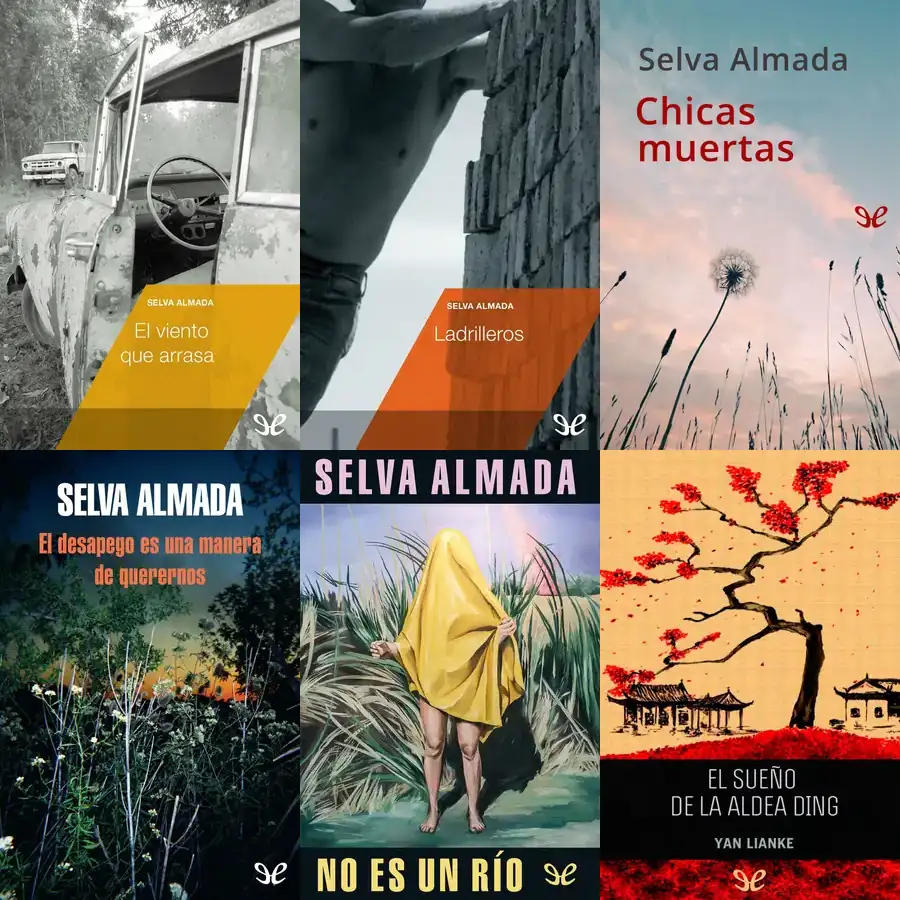 SELVA ALMADA
El viento
que arrasa
SELVA ALMADA
Ladrilleros
Selva Almada
Chicas
muertas
SELVA ALMADA
El desapego es una manera
de querernos
SELVA ALMADA
NO ES UN RÍO
EL SUEÑO
DE LA ALDEA DING
YAN LIANKE